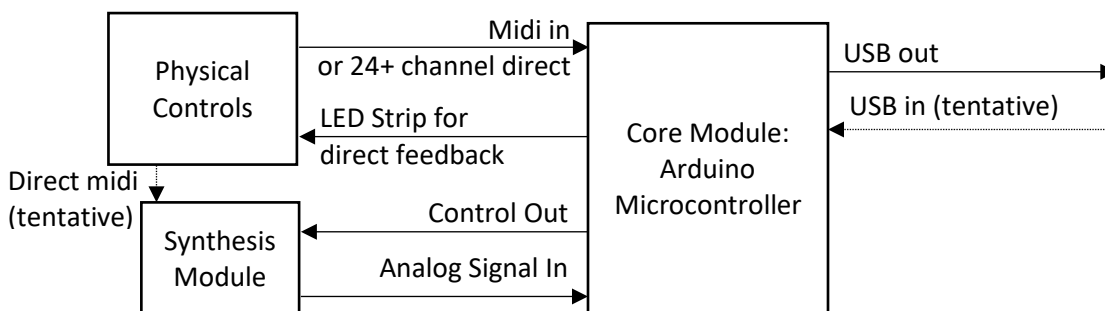 Physical
Controls
Midi in
or 24+ channel direct
LED Strip for
direct feedback
Direct midi
(tentative)
Synthesis
Module
Control Out
Analog Signal In
Core Module:
Arduino
Microcontroller
USB out
USB in (tentative)